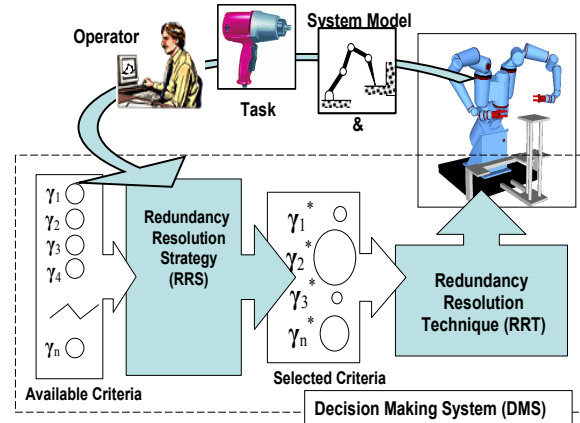 System Model
Operator
Task
&
γ1
γ2
γ3
γ4
γn
Available Criteria
Redundancy
Resolution
Strategy
(RRS)
γ1*
γ2*
γ3*
γn*
Selected Criteria
Redundancy
Resolution
Technique (RRT)
Decision Making System (DMS)